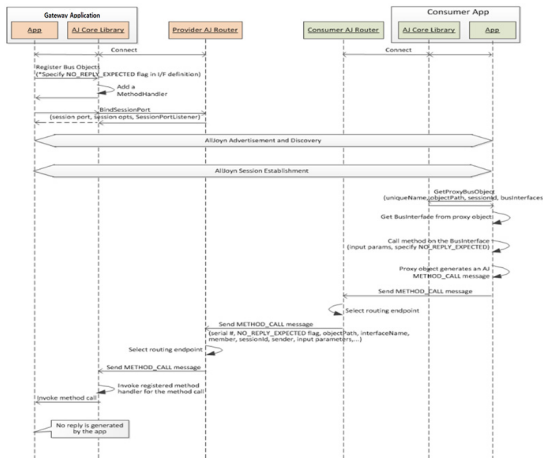 Gateway Application
Consumer App
App
AJ Core Library
Provider AJ Router
Consumer AJ Router
AJ Core Library
App
Connect
Connect
Register Bus Objects
(*Specify NO_REPLY_EXPECTED flag in I/F definition)
Add a
MethodHandler
BindSessionPort
(session port, session opts, SessionPortListener)
AllJoyn Advertisement and Discovery
AllJoyn Session Establishment
GetProxyBusObject
(uniqueName, objectPath, sessionId, busInterfaces
Get BusInterface from proxy object
Call method on the BusInterface
(input params, specify NO_REPLY_EXPECTED)
Proxy object generates an AJ
METHOD_CALL message
Send METHOD_CALL message
Select routing endpoint
Send METHOD_CALL message
(serial #, NO_REPLY_EXPECTED flag, objectPath, interfaceName,
member, sessionId, sender, input parameters,...)
Select routing endpoint
Send METHOD_CALL message
Invoke registered method
handler for the method call
Invoke method call
No reply is generated
by the app